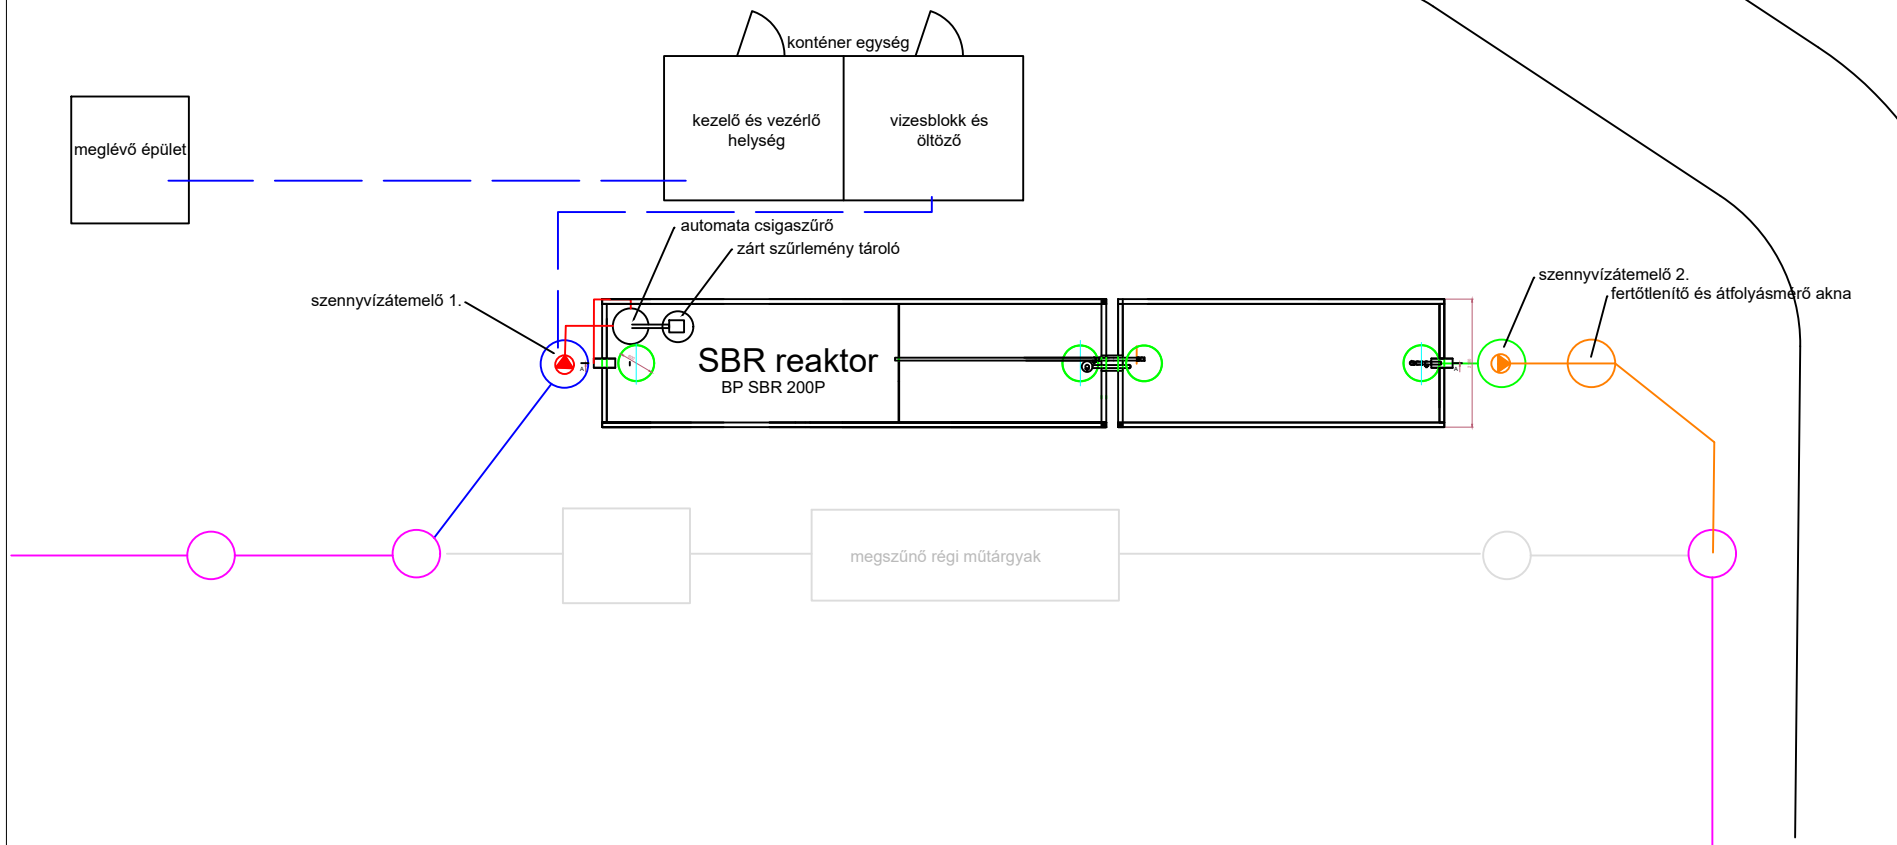 konténer egység
kezelő és vezérlő
helység
vizesblokk és
öltöző
meglévő épület
automata csigaszűrő
zárt szűrlemény tároló
szennyvízátemelő 1.
szennyvízátemelő 2.
fertőtlenítő és átfolyásmérő akna
SBR reaktor
BP SBR 200P
A
A
megszűnő régi műtárgyak